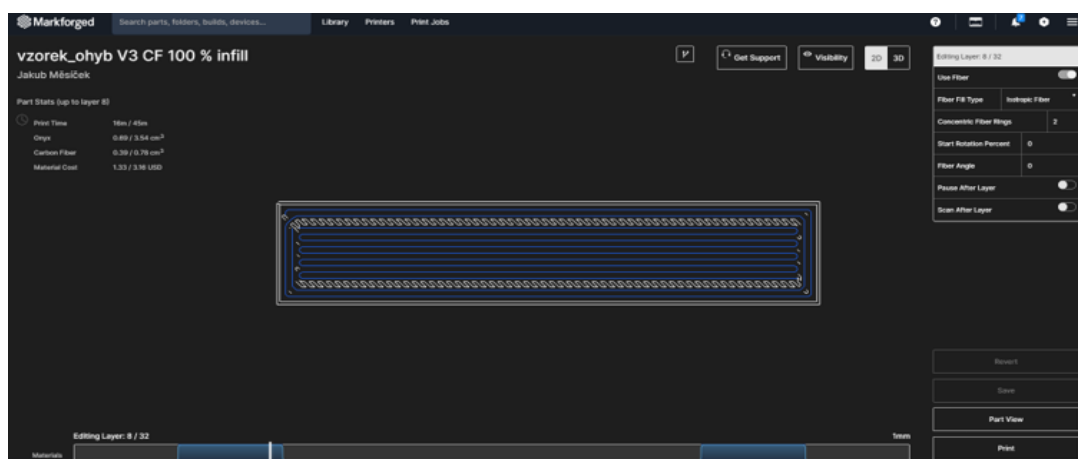 Markforged
Search parts, folders, builds, devices...
Library Printers Print Jobs
vzorek_ohyb V3 CF 100 % infill
Jakub Měsíček
Get Support
Visibility
2D 3D
Part Stats (up to layer 8)
Print Time 16m / 45m
Onyx 0.89 / 3.54 cm³
Carbon Fiber 0.39 / 0.78 cm³
Material Cost 1.33 / 3.16 USD
Editing Layer: 8 / 32
Use Fiber
Fiber Fill Type Isotropic Fiber
Concentric Fiber Rings 2
Start Rotation Percent 0
Fiber Angle 0
Pause After Layer
Scan After Layer
Revert
Save
Part View
Print
Editing Layer: 8 / 32 1mm
Materials